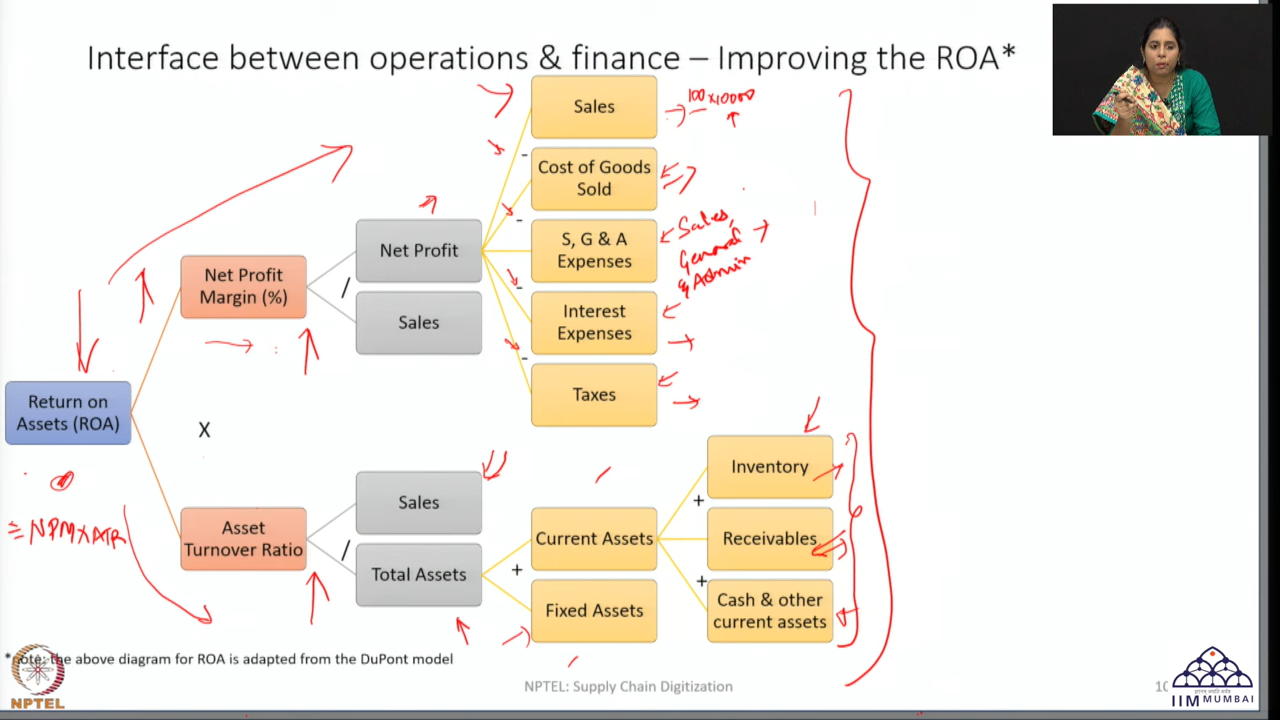 Interface between operations & finance – Improving the ROA*
Sales
100 x 10000
-
Cost of Goods
Sold
-
S, G & A
Expenses
Sales,
General
& Admin
-
Interest
Expenses
-
Taxes
Net Profit
/
Sales
Net Profit
Margin (%)
Return on
Assets (ROA)
X
= NPM x ATR
Asset
Turnover Ratio
Sales
/
Total Assets
+
Current Assets
Fixed Assets
Inventory
+
Receivables
+
Cash & other
current assets
* note: the above diagram for ROA is adapted from the DuPont model
NPTEL
NPTEL: Supply Chain Digitization
10
IIM MUMBAI